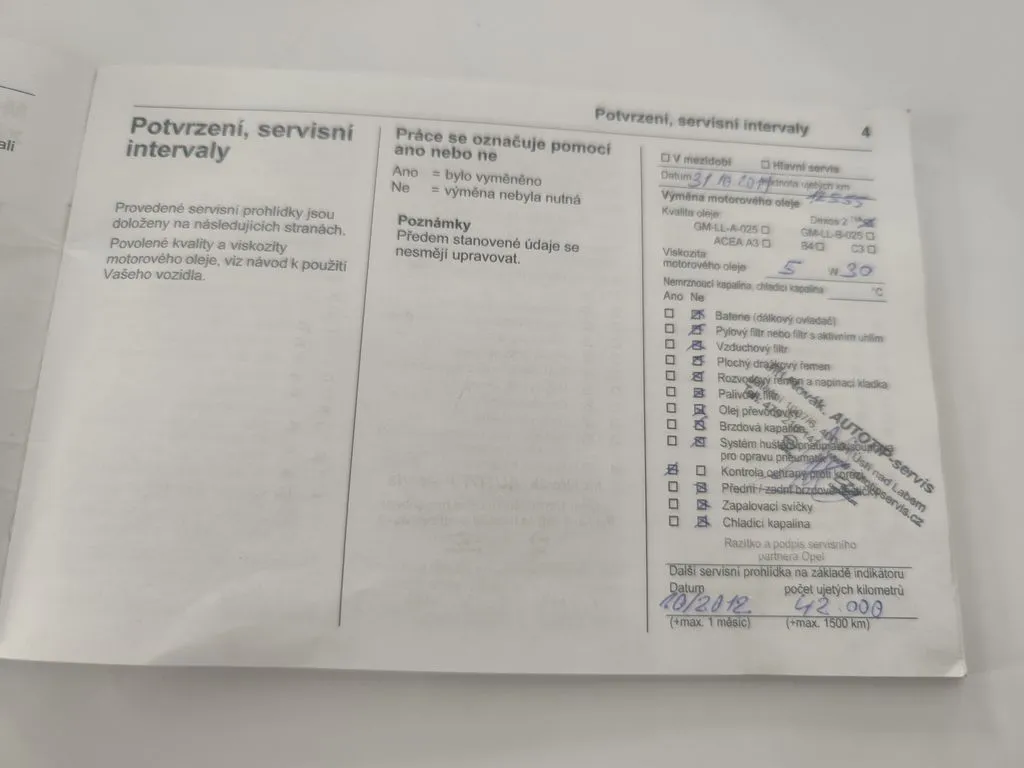 ali
Potvrzení, servisní intervaly 4
Potvrzení, servisní
intervaly
Provedené servisní prohlídky jsou
doloženy na následujících stranách.
Povolené kvality a viskozity
motorového oleje, viz návod k použití
Vašeho vozidla.
Práce se označuje pomocí
ano nebo ne
Ano = bylo vyměněno
Ne = výměna nebyla nutná
Poznámky
Předem stanovené údaje se
nesmějí upravovat.
V mezidobí Hlavní servis
Datum 31 10 2011 ujetých km
Výměna motorového oleje
Kvalita oleje:
GM-LL-A-025 GM-LL-B-025
ACEA A3 B4 C3
Viskozita
motorového oleje 5 W 30
Nemrznoucí kapalina, chladicí kapalina °C
Ano Ne
Baterie (dálkový ovladač)
Pylový filtr nebo filtr s aktivním uhlím
Vzduchový filtr
Plochý drážkový řemen
Rozvodový řemen a napínací kladka
Palivový filtr
Olej převodovky
Brzdová kapalina
Systém
pro opravu pneumatik
Kontrola ochrany proti korozi
Přední / zadní brzdové
Zapalovací svíčky
Chladicí kapalina
Novák, AUTOTIP-servis
Ústí nad Labem
Razítko a podpis servisního
partnera Opel
Další servisní prohlídka na základě indikátoru
Datum počet ujetých kilometrů
10/2012 42.000
(+max. 1 měsíc) (+max. 1500 km)